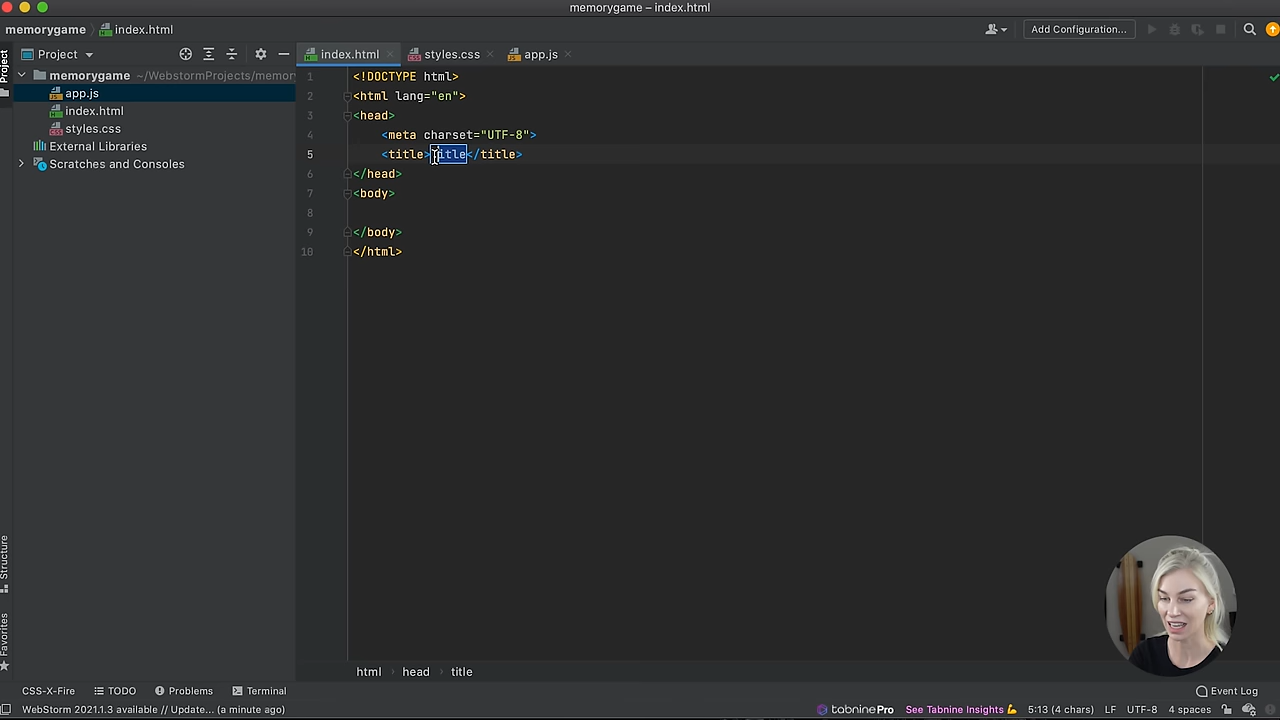 memorygame – index.html
memorygame index.html
Add Configuration...
Project
index.html
styles.css
app.js
Project
memorygame ~/WebstormProjects/memor
app.js
index.html
styles.css
External Libraries
Scratches and Consoles
1 <!DOCTYPE html>
2 <html lang="en">
3 <head>
4 <meta charset="UTF-8">
5 <title>Title</title>
6 </head>
7 <body>
8
9 </body>
10 </html>
Structure
Favorites
html head title
CSS-X-Fire TODO Problems Terminal Event Log
WebStorm 2021.1.3 available // Update... (a minute ago) tabninePro See Tabnine Insights 💪 5:13 (4 chars) LF UTF-8 4 spaces